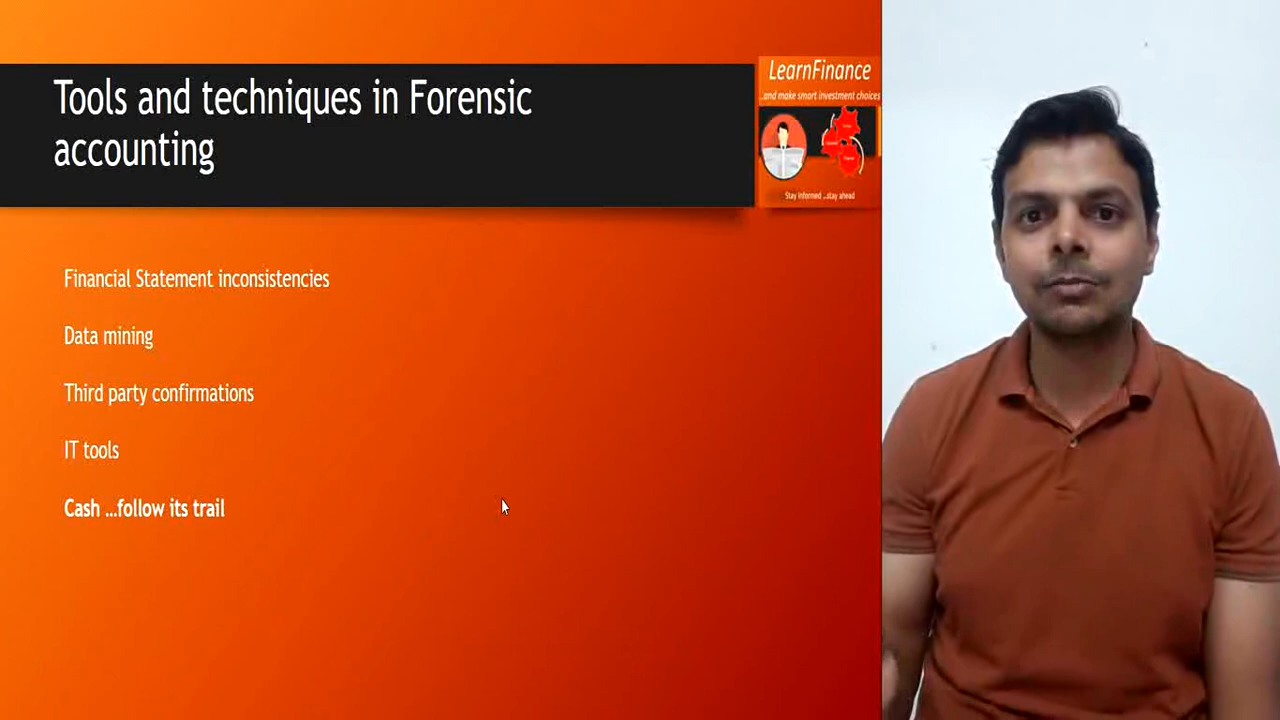 Tools and techniques in Forensic
accounting
LearnFinance
..and make smart investment choices
Stay informed ...stay ahead
Financial Statement inconsistencies
Data mining
Third party confirmations
IT tools
Cash ...follow its trail